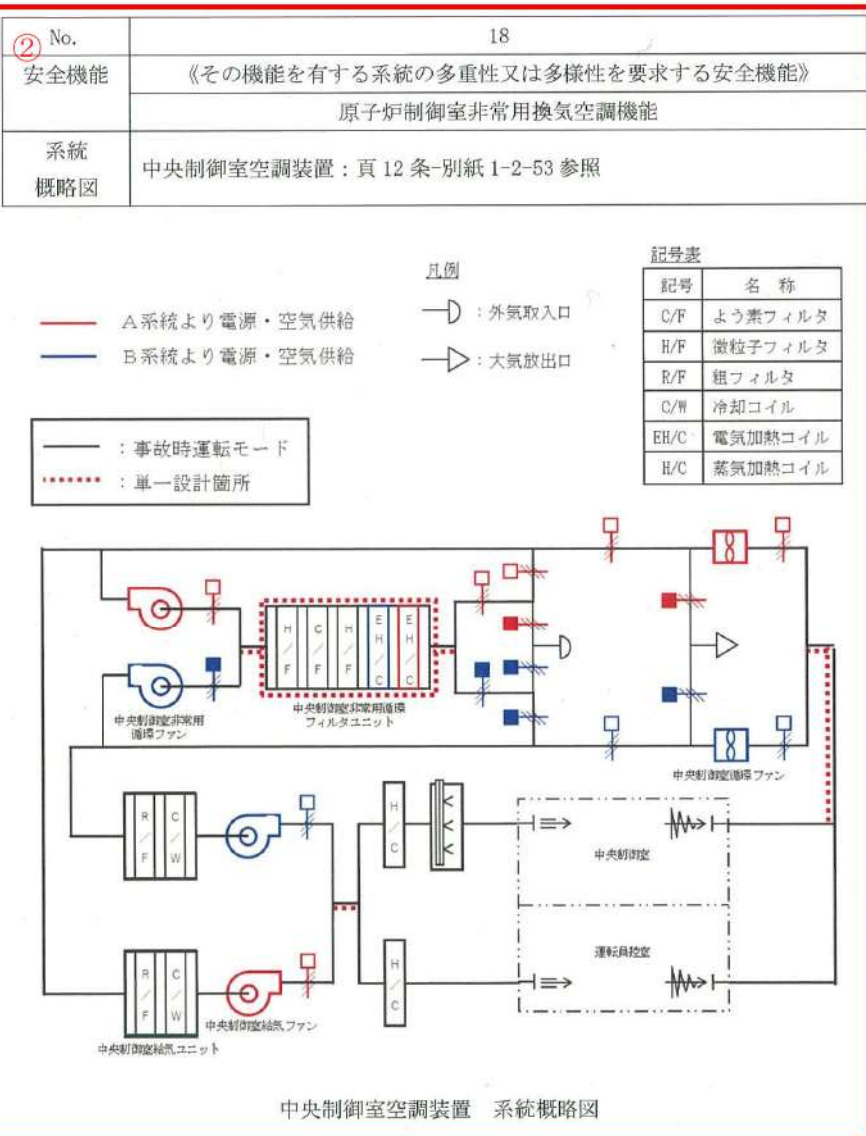 ② No. 18
安全機能 《その機能を有する系統の多重性又は多様性を要求する安全機能》
原子炉制御室非常用換気空調機能
系統
概略図
中央制御室空調装置：頁12条-別紙1-2-53参照
凡例
記号表
A系統より電源・空気供給
B系統より電源・空気供給
：外気取入口
：大気放出口
記号 名 称
C/F よう素フィルタ
H/F 微粒子フィルタ
R/F 粗フィルタ
C/W 冷却コイル
EH/C 電気加熱コイル
H/C 蒸気加熱コイル
：事故時運転モード
：単一設計箇所
H/F C/F H/F EH/C EH/C
中央制御室非常用
循環ファン
中央制御室非常用循環
フィルタユニット
中央制御室循環ファン
R/F C/W
H/C
中央制御室
R/F C/W
H/C
運転員控室
中央制御室給気ファン
中央制御室給気ユニット
中央制御室空調装置 系統概略図